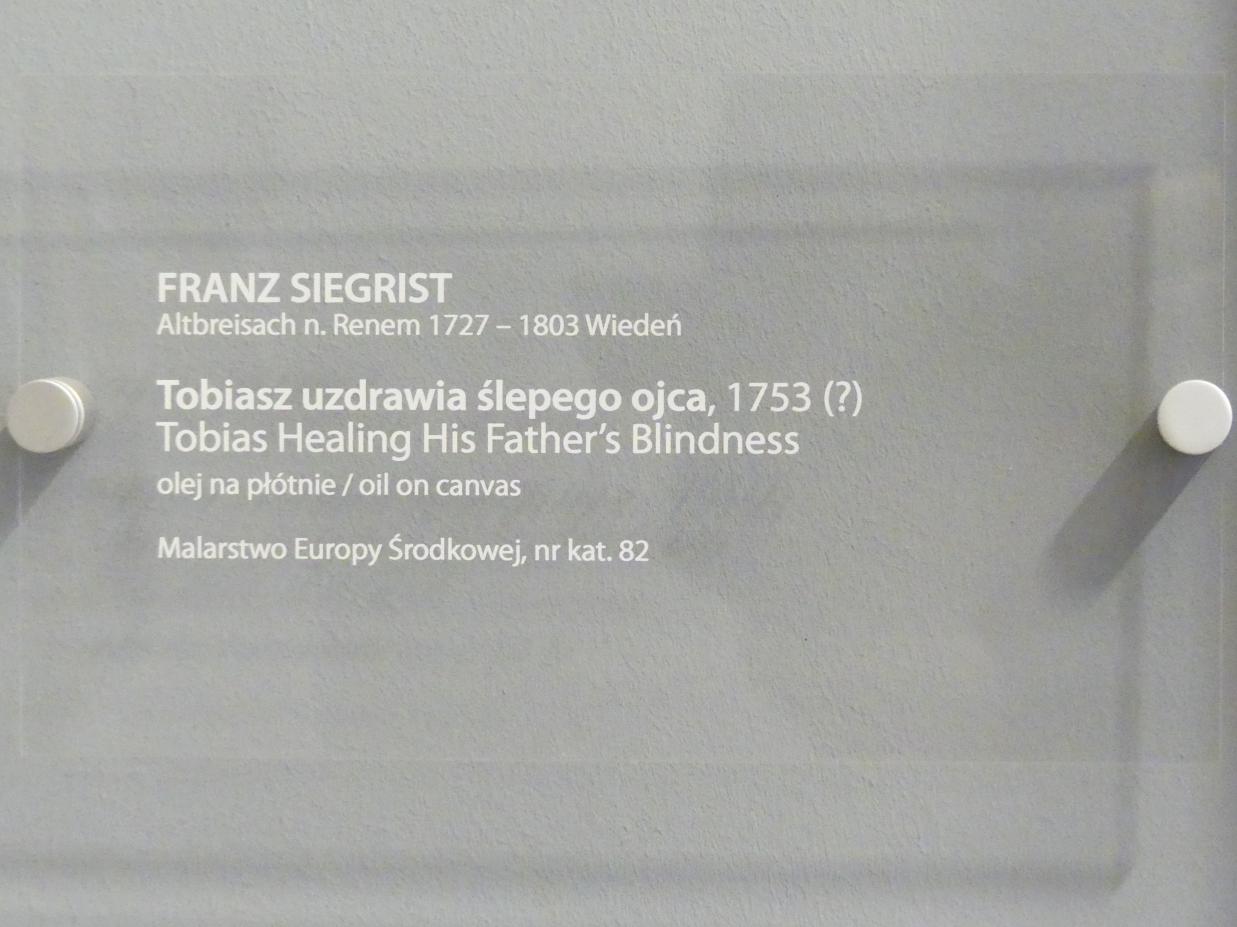 FRANZ SIEGRIST
Altbreisach n. Renem 1727 – 1803 Wiedeń
Tobiasz uzdrawia ślepego ojca, 1753 (?)
Tobias Healing His Father’s Blindness
olej na płótnie / oil on canvas
Malarstwo Europy Środkowej, nr kat. 82